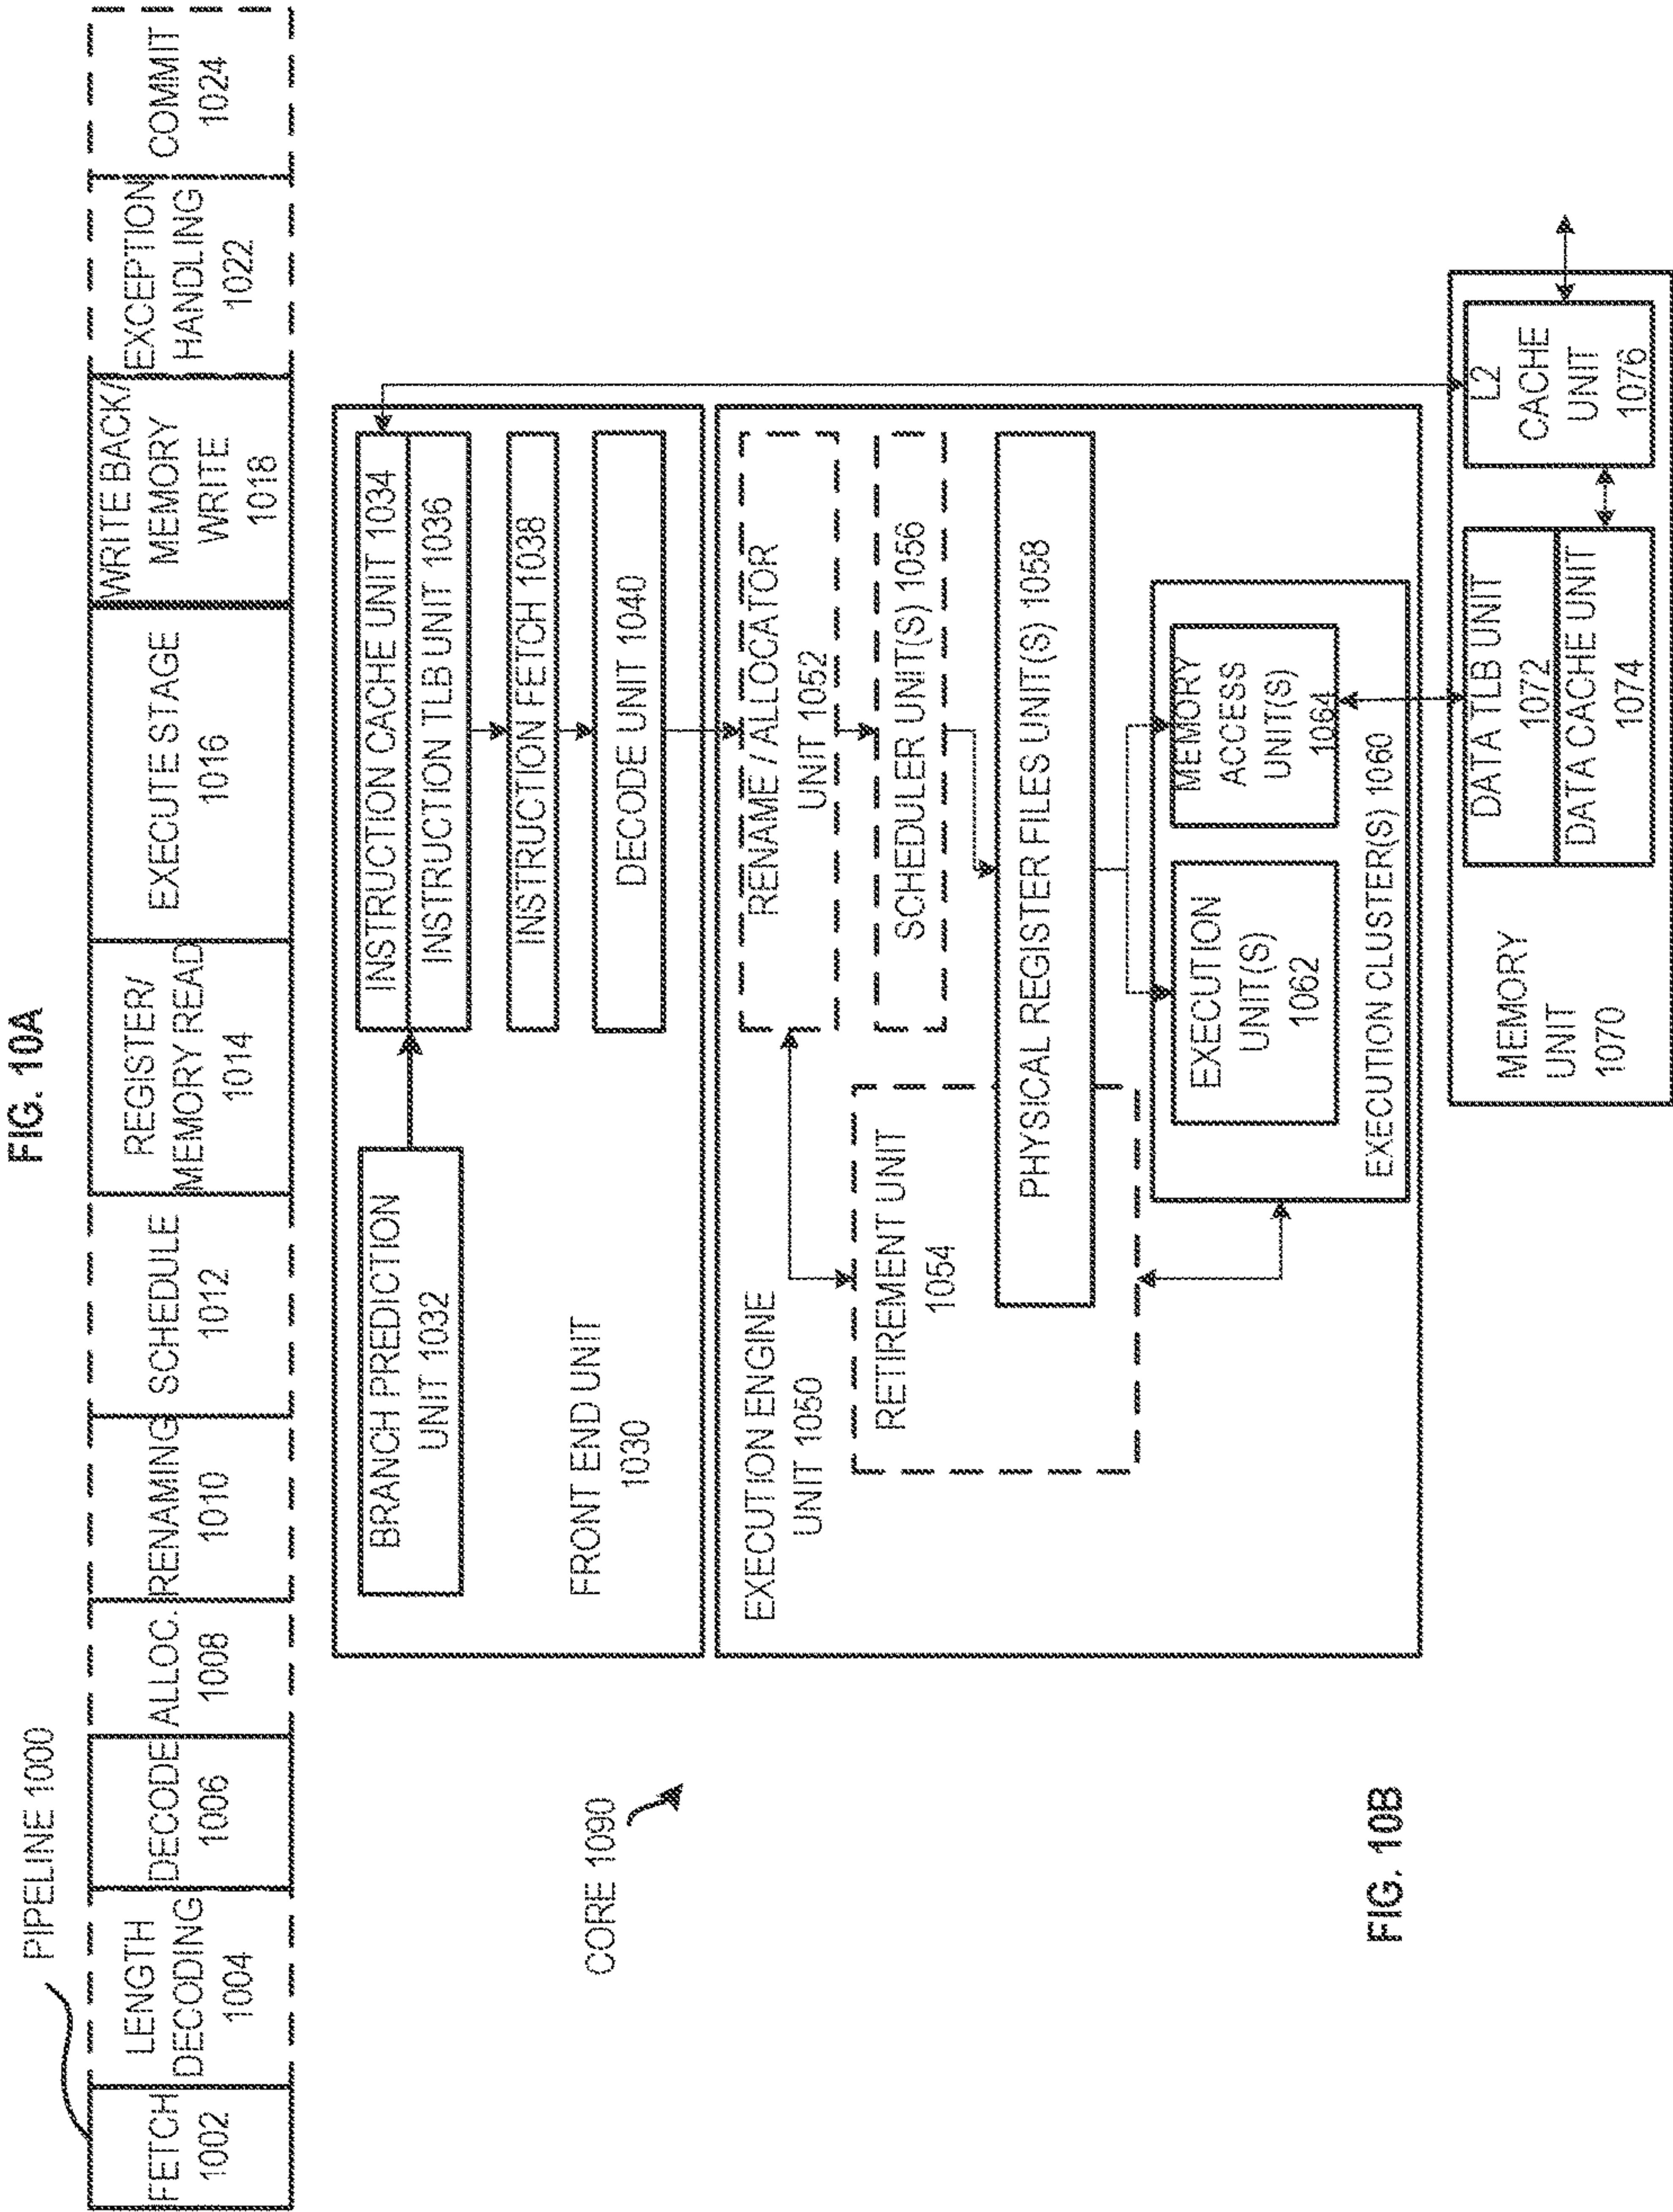 FIG. 10A
PIPELINE 1000
FETCH
1002
LENGTH
DECODING
1004
DECODE
1006
ALLOC.
1008
RENAMING
1010
SCHEDULE
1012
REGISTER/
MEMORY READ
1014
EXECUTE STAGE
1016
WRITE BACK/
MEMORY
WRITE
1018
EXCEPTION
HANDLING
1022
COMMIT
1024
CORE 1090
BRANCH PREDICTION
UNIT 1032
INSTRUCTION CACHE UNIT 1034
INSTRUCTION TLB UNIT 1036
INSTRUCTION FETCH 1038
DECODE UNIT 1040
FRONT END UNIT
1030
EXECUTION ENGINE
UNIT 1050
RENAME / ALLOCATOR
UNIT 1052
RETIREMENT UNIT
1054
SCHEDULER UNIT(S) 1056
PHYSICAL REGISTER FILES UNIT(S) 1058
EXECUTION
UNIT(S)
1062
MEMORY
ACCESS
UNIT(S)
1064
EXECUTION CLUSTER(S) 1060
MEMORY
UNIT
1070
DATA TLB UNIT
1072
DATA CACHE UNIT
1074
L2
CACHE
UNIT
1076
FIG. 10B